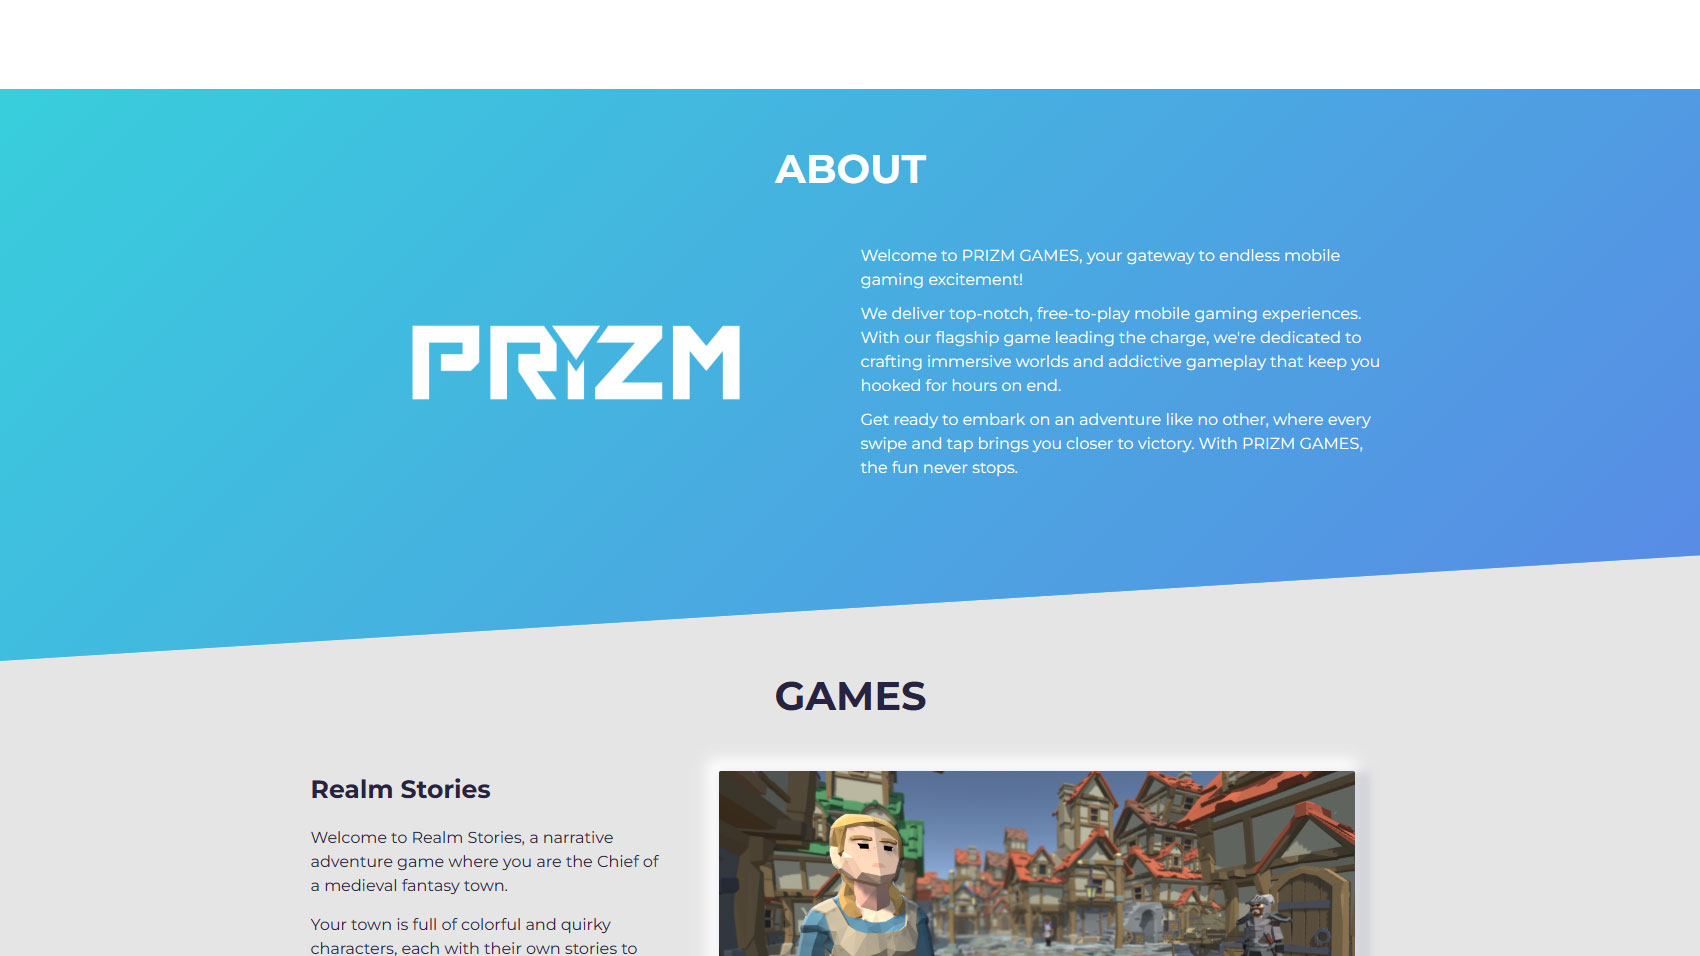 ABOUT
PRIZM
Welcome to PRIZM GAMES, your gateway to endless mobile
gaming excitement!
We deliver top-notch, free-to-play mobile gaming experiences.
With our flagship game leading the charge, we're dedicated to
crafting immersive worlds and addictive gameplay that keep you
hooked for hours on end.
Get ready to embark on an adventure like no other, where every
swipe and tap brings you closer to victory. With PRIZM GAMES,
the fun never stops.
GAMES
Realm Stories
Welcome to Realm Stories, a narrative
adventure game where you are the Chief of
a medieval fantasy town.
Your town is full of colorful and quirky
characters, each with their own stories to